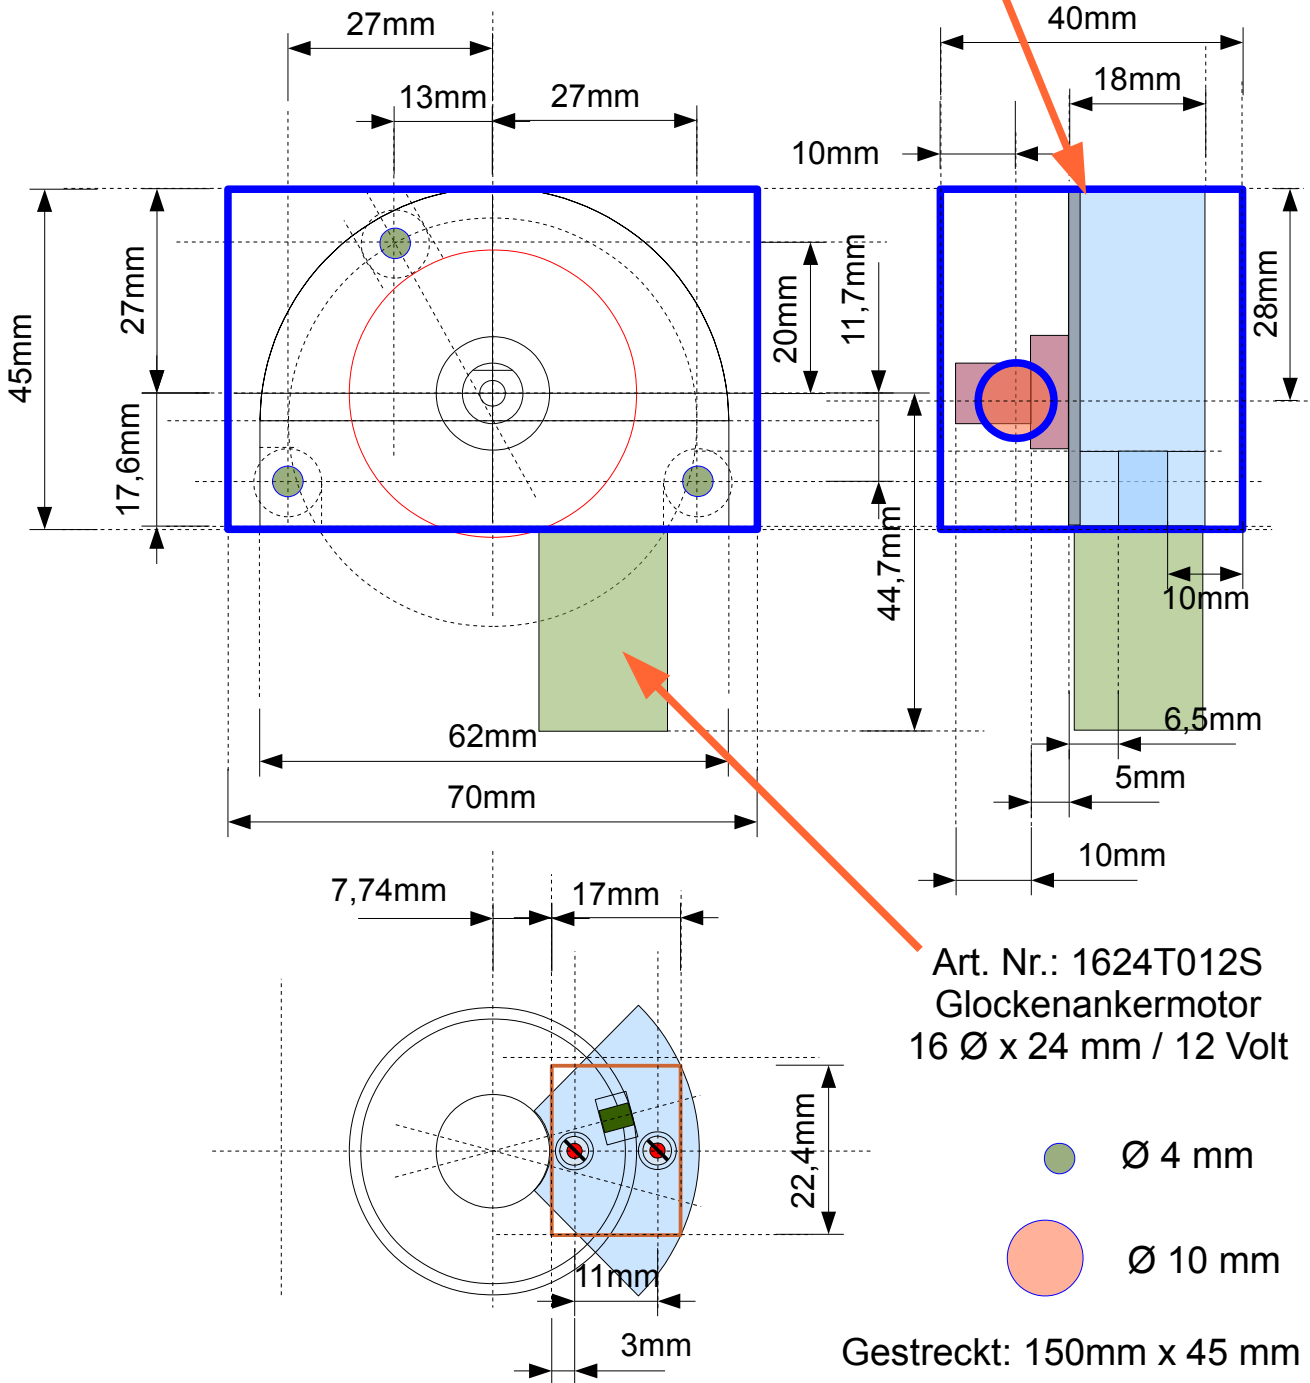 27mm
40mm
13mm
27mm
18mm
10mm
45mm
27mm
17,6mm
20mm
11,7mm
28mm
44,7mm
10mm
62mm
6,5mm
70mm
5mm
10mm
7,74mm
17mm
Art. Nr.: 1624T012S
Glockenankermotor
16 Ø x 24 mm / 12 Volt
22,4mm
Ø 4 mm
11mm
Ø 10 mm
3mm
Gestreckt: 150mm x 45 mm